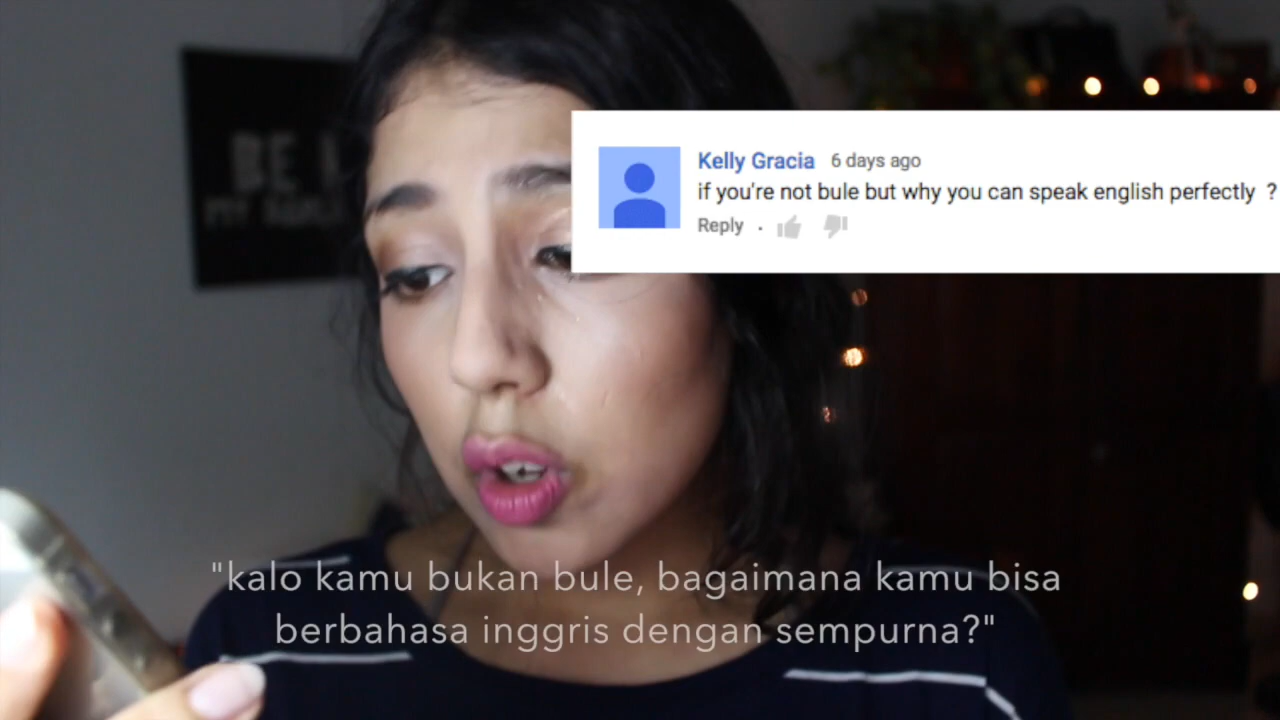 BE
Kelly Gracia 6 days ago
if you're not bule but why you can speak english perfectly ?
Reply
"kalo kamu bukan bule, bagaimana kamu bisa
berbahasa inggris dengan sempurna?"